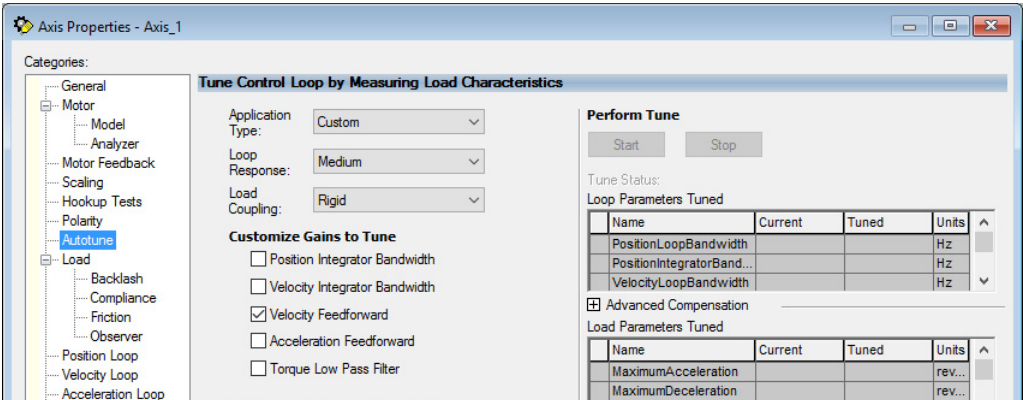 Axis Properties - Axis_1
Categories:
General
Motor
Model
Analyzer
Motor Feedback
Scaling
Hookup Tests
Polarity
Autotune
Load
Backlash
Compliance
Friction
Observer
Position Loop
Velocity Loop
Acceleration Loop
Tune Control Loop by Measuring Load Characteristics
Application
Type:
Custom
Loop
Response:
Medium
Load
Coupling:
Rigid
Customize Gains to Tune
Position Integrator Bandwidth
Velocity Integrator Bandwidth
Velocity Feedforward
Acceleration Feedforward
Torque Low Pass Filter
Perform Tune
Start Stop
Tune Status:
Loop Parameters Tuned
Name Current Tuned Units
PositionLoopBandwidth Hz
PositionIntegratorBand... Hz
VelocityLoopBandwidth Hz
Advanced Compensation
Load Parameters Tuned
Name Current Tuned Units
MaximumAcceleration rev...
MaximumDeceleration rev...